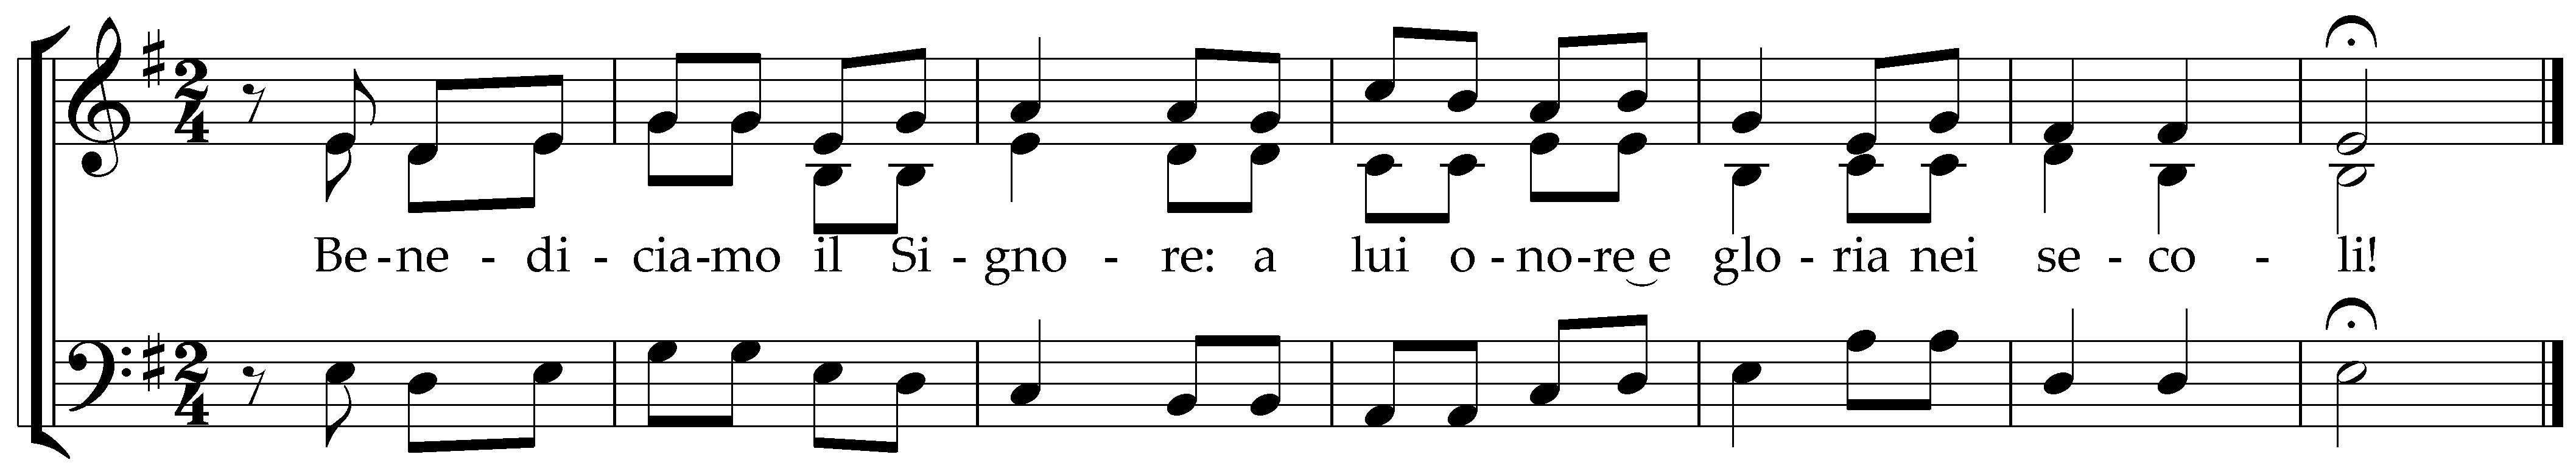 Be-ne - di - cia-mo il Si - gno - re: a lui o-no-re‿e glo - ria nei se - co - li!